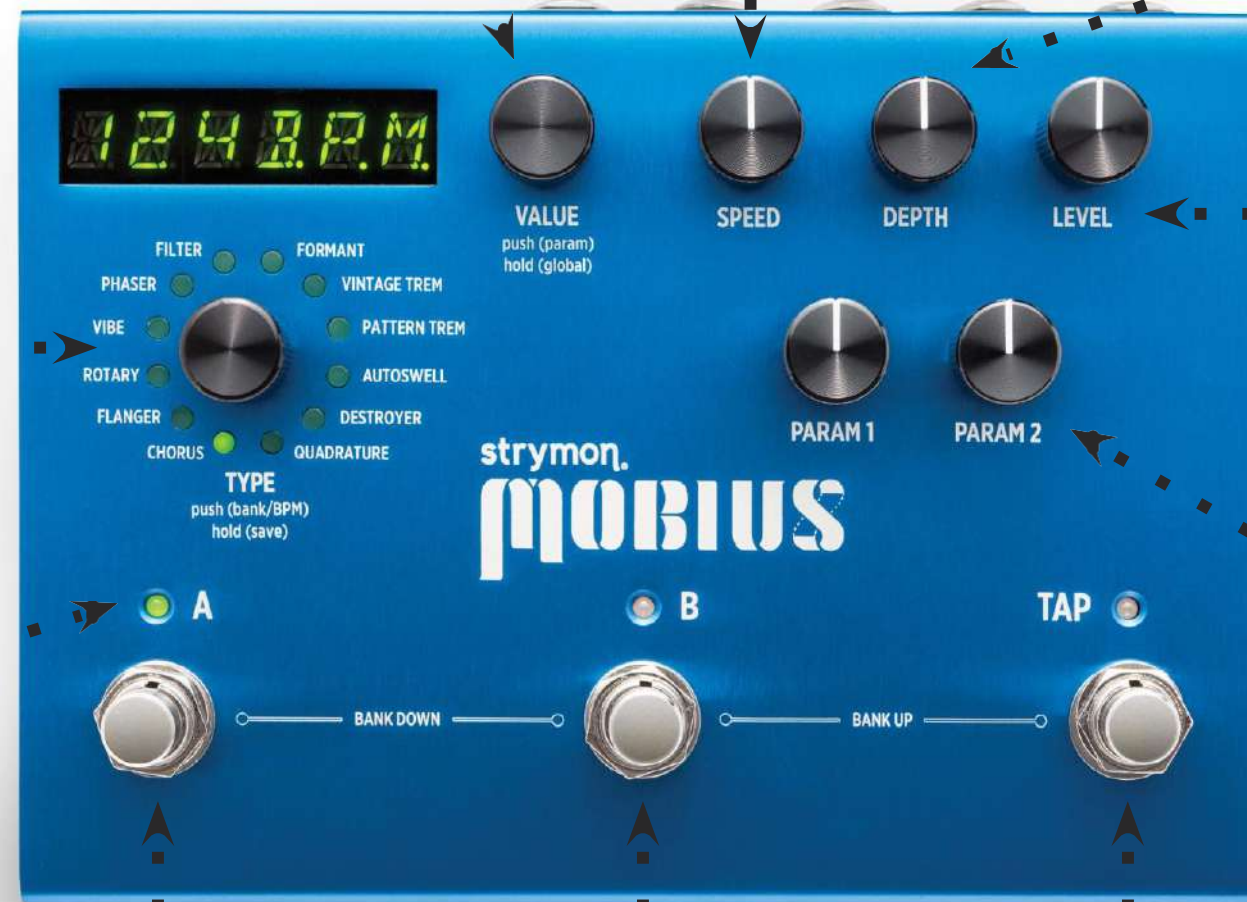 124 B.P.M.
VALUE
push (param)
hold (global)
SPEED
DEPTH
LEVEL
FILTER
FORMANT
PHASER
VINTAGE TREM
VIBE
PATTERN TREM
ROTARY
AUTOSWELL
FLANGER
DESTROYER
CHORUS
QUADRATURE
TYPE
push (bank/BPM)
hold (save)
PARAM 1
PARAM 2
strymon.
MOBIUS
A
B
TAP
BANK DOWN
BANK UP